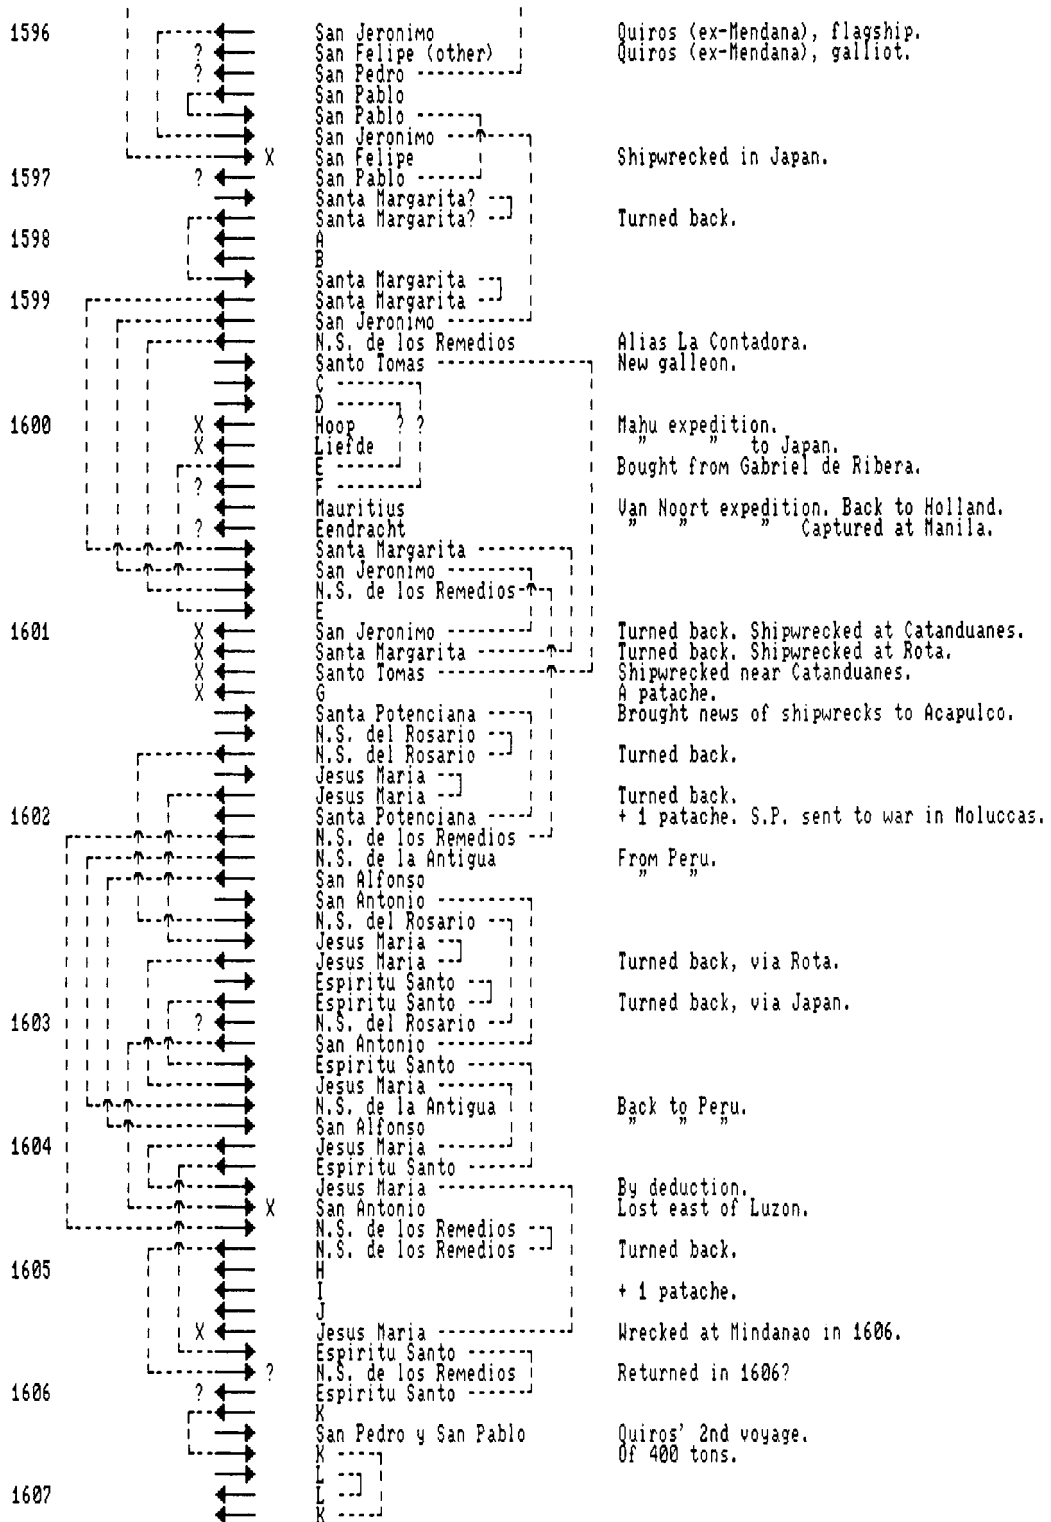 1596 San Jeronimo Quiros (ex-Mendana), flagship.
? San Felipe (other) Quiros (ex-Mendana), galliot.
? San Pedro
San Pablo
San Pablo
San Jeronimo
X San Felipe Shipwrecked in Japan.
1597 ? San Pablo
Santa Margarita?
Santa Margarita? Turned back.
1598 A
B
Santa Margarita
1599 Santa Margarita
San Jeronimo
N.S. de los Remedios Alias La Contadora.
Santo Tomas New galleon.
C
D
1600 X Hoop ? ? Mahu expedition.
X Liefde " " to Japan.
E Bought from Gabriel de Ribera.
? F
Mauritius Van Noort expedition. Back to Holland.
? Eendracht " " " Captured at Manila.
Santa Margarita
San Jeronimo
N.S. de los Remedios
E
1601 X San Jeronimo Turned back. Shipwrecked at Catanduanes.
X Santa Margarita Turned back. Shipwrecked at Rota.
X Santo Tomas Shipwrecked near Catanduanes.
X G A patache.
Santa Potenciana Brought news of shipwrecks to Acapulco.
N.S. del Rosario
N.S. del Rosario Turned back.
Jesus Maria
Jesus Maria Turned back.
1602 Santa Potenciana + 1 patache. S.P. sent to war in Moluccas.
N.S. de los Remedios
N.S. de la Antigua From Peru.
San Alfonso " "
San Antonio
N.S. del Rosario
Jesus Maria
Jesus Maria Turned back, via Rota.
Espiritu Santo
Espiritu Santo Turned back, via Japan.
1603 ? N.S. del Rosario
San Antonio
Espiritu Santo
Jesus Maria
N.S. de la Antigua Back to Peru.
San Alfonso " " "
1604 Jesus Maria
Espiritu Santo
Jesus Maria By deduction.
X San Antonio Lost east of Luzon.
N.S. de los Remedios
N.S. de los Remedios Turned back.
1605 H
I + 1 patache.
J
X Jesus Maria Wrecked at Mindanao in 1606.
Espiritu Santo
? N.S. de los Remedios Returned in 1606?
1606 ? Espiritu Santo
K
San Pedro y San Pablo Quiros' 2nd voyage.
K Of 400 tons.
L
1607 L
K